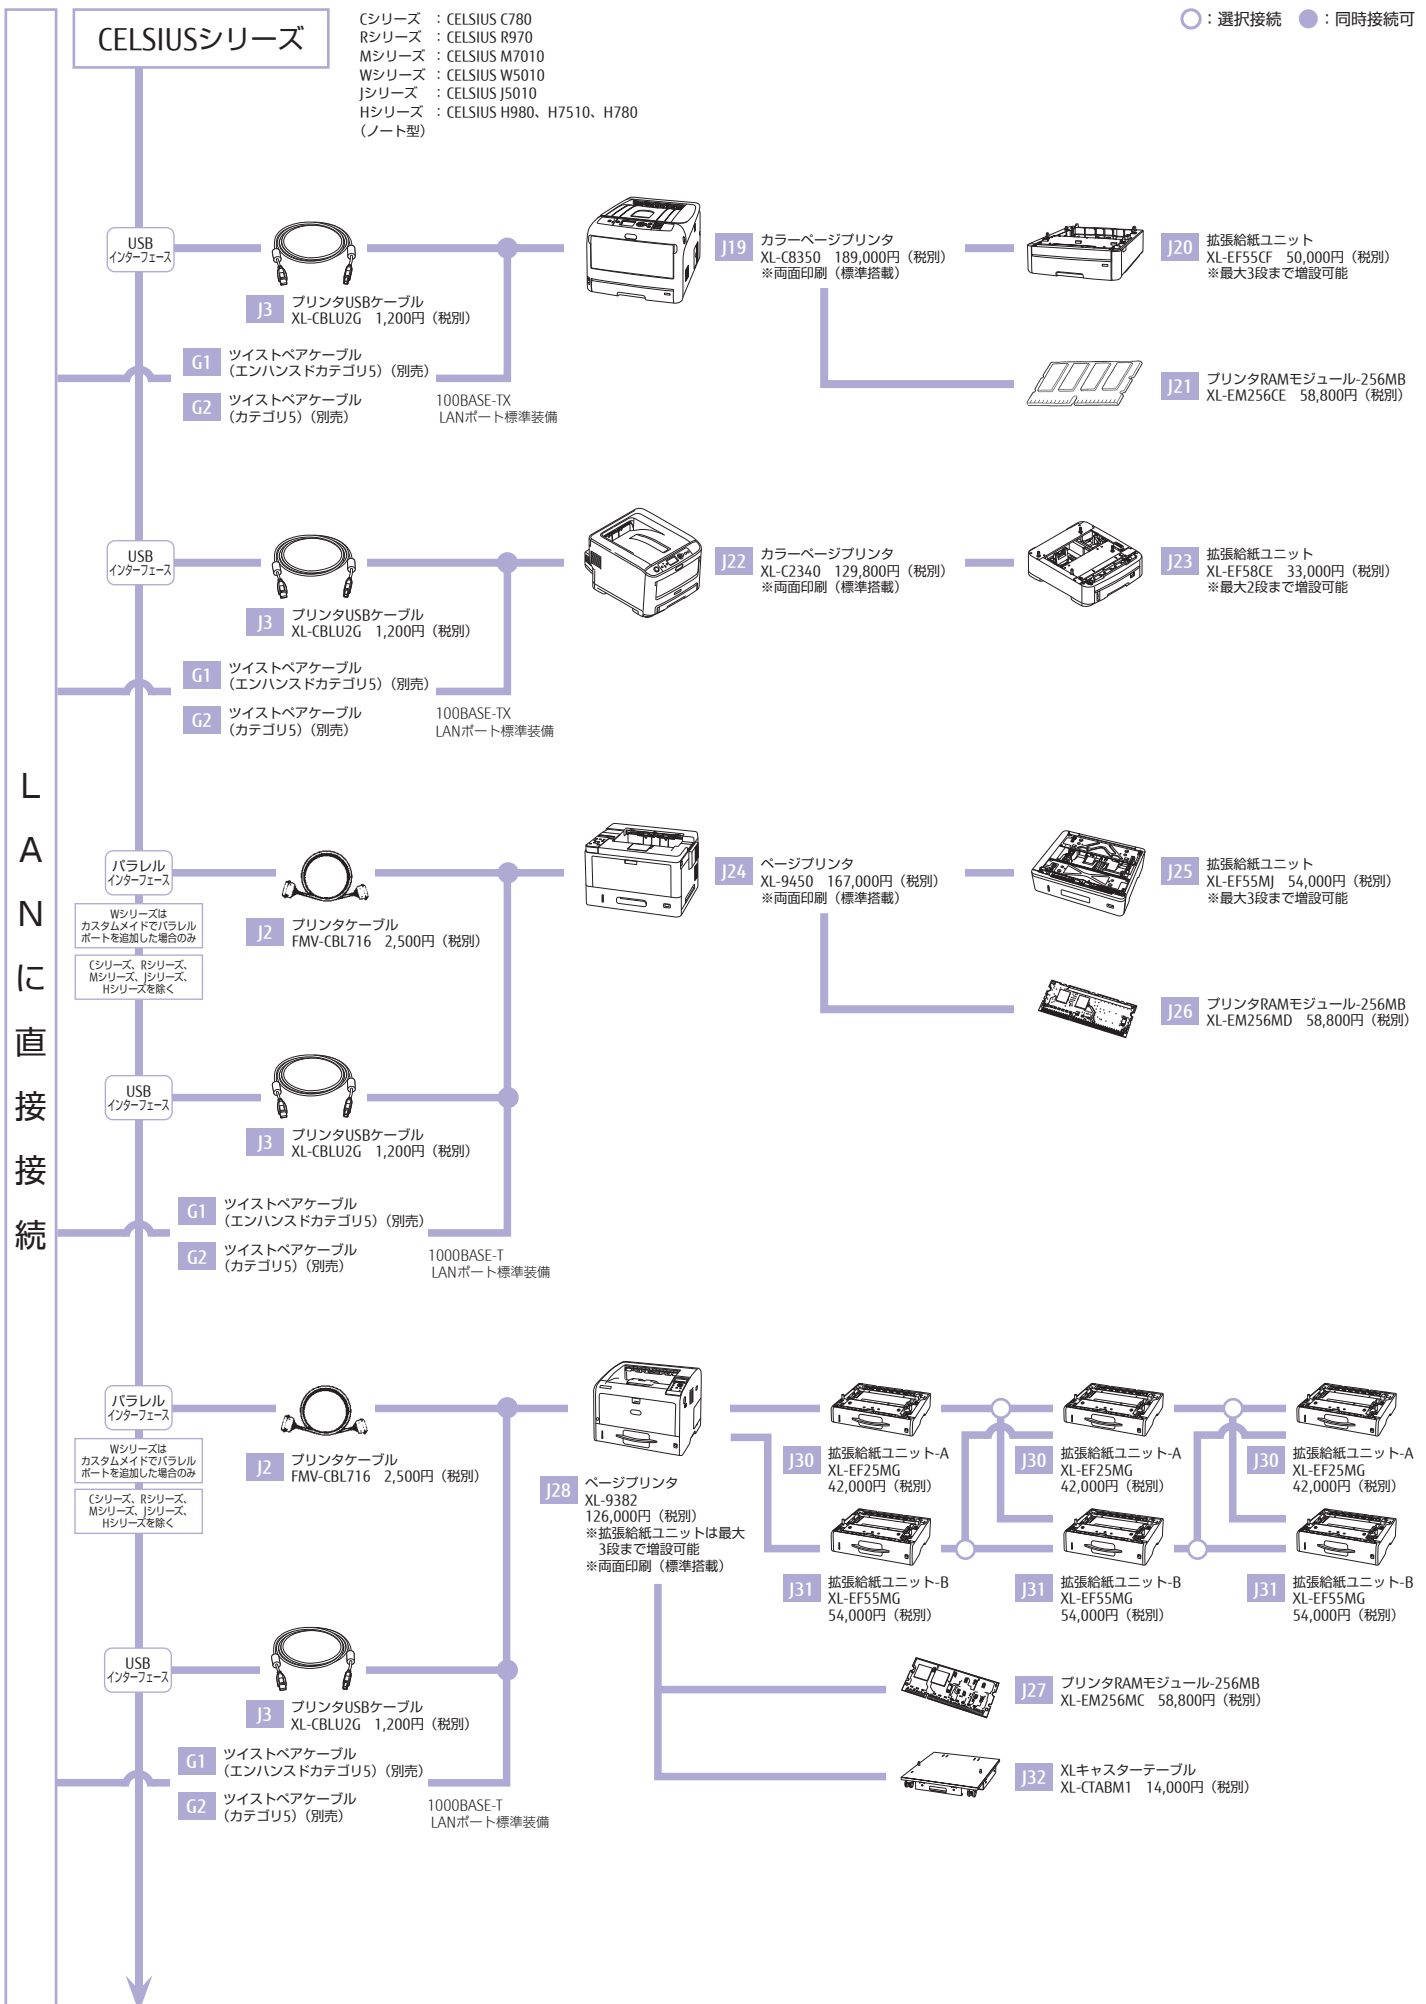 CELSIUSシリーズ
Cシリーズ ：CELSIUS C780
Rシリーズ ：CELSIUS R970
Mシリーズ ：CELSIUS M7010
Wシリーズ ：CELSIUS W5010
Jシリーズ ：CELSIUS J5010
Hシリーズ ：CELSIUS H980、H7510、H780
（ノート型）
：選択接続 ：同時接続可
LANに直接接続
USB
インターフェース
J3 プリンタUSBケーブル
XL-CBLU2G 1,200円（税別）
G1 ツイストペアケーブル
（エンハンスドカテゴリ5）（別売）
G2 ツイストペアケーブル
（カテゴリ5）（別売）
100BASE-TX
LANポート標準装備
J19 カラーページプリンタ
XL-C8350 189,000円（税別）
※両面印刷（標準搭載）
J20 拡張給紙ユニット
XL-EF55CF 50,000円（税別）
※最大3段まで増設可能
J21 プリンタRAMモジュール-256MB
XL-EM256CE 58,800円（税別）
USB
インターフェース
J3 プリンタUSBケーブル
XL-CBLU2G 1,200円（税別）
G1 ツイストペアケーブル
（エンハンスドカテゴリ5）（別売）
G2 ツイストペアケーブル
（カテゴリ5）（別売）
100BASE-TX
LANポート標準装備
J22 カラーページプリンタ
XL-C2340 129,800円（税別）
※両面印刷（標準搭載）
J23 拡張給紙ユニット
XL-EF58CE 33,000円（税別）
※最大2段まで増設可能
パラレル
インターフェース
Wシリーズは
カスタムメイドでパラレル
ポートを追加した場合のみ
Cシリーズ、Rシリーズ、
Mシリーズ、Jシリーズ、
Hシリーズを除く
J2 プリンタケーブル
FMV-CBL716 2,500円（税別）
USB
インターフェース
J3 プリンタUSBケーブル
XL-CBLU2G 1,200円（税別）
G1 ツイストペアケーブル
（エンハンスドカテゴリ5）（別売）
G2 ツイストペアケーブル
（カテゴリ5）（別売）
1000BASE-T
LANポート標準装備
J24 ページプリンタ
XL-9450 167,000円（税別）
※両面印刷（標準搭載）
J25 拡張給紙ユニット
XL-EF55MJ 54,000円（税別）
※最大3段まで増設可能
J26 プリンタRAMモジュール-256MB
XL-EM256MD 58,800円（税別）
パラレル
インターフェース
Wシリーズは
カスタムメイドでパラレル
ポートを追加した場合のみ
Cシリーズ、Rシリーズ、
Mシリーズ、Jシリーズ、
Hシリーズを除く
J2 プリンタケーブル
FMV-CBL716 2,500円（税別）
USB
インターフェース
J3 プリンタUSBケーブル
XL-CBLU2G 1,200円（税別）
G1 ツイストペアケーブル
（エンハンスドカテゴリ5）（別売）
G2 ツイストペアケーブル
（カテゴリ5）（別売）
1000BASE-T
LANポート標準装備
J28 ページプリンタ
XL-9382
126,000円（税別）
※拡張給紙ユニットは最大
3段まで増設可能
※両面印刷（標準搭載）
J30 拡張給紙ユニット-A
XL-EF25MG
42,000円（税別）
J30 拡張給紙ユニット-A
XL-EF25MG
42,000円（税別）
J30 拡張給紙ユニット-A
XL-EF25MG
42,000円（税別）
J31 拡張給紙ユニット-B
XL-EF55MG
54,000円（税別）
J31 拡張給紙ユニット-B
XL-EF55MG
54,000円（税別）
J31 拡張給紙ユニット-B
XL-EF55MG
54,000円（税別）
J27 プリンタRAMモジュール-256MB
XL-EM256MC 58,800円（税別）
J32 XLキャスターテーブル
XL-CTABM1 14,000円（税別）